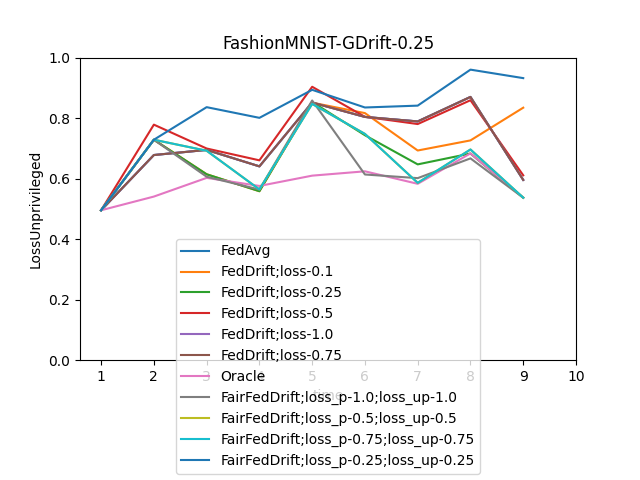 FashionMNIST-GDrift-0.25
LossUnprivileged
1.0
0.8
0.6
0.4
0.2
0.0
1 2 3 4 5 6 7 8 9 10
time
FedAvg
FedDrift;loss-0.1
FedDrift;loss-0.25
FedDrift;loss-0.5
FedDrift;loss-1.0
FedDrift;loss-0.75
Oracle
FairFedDrift;loss_p-1.0;loss_up-1.0
FairFedDrift;loss_p-0.5;loss_up-0.5
FairFedDrift;loss_p-0.75;loss_up-0.75
FairFedDrift;loss_p-0.25;loss_up-0.25